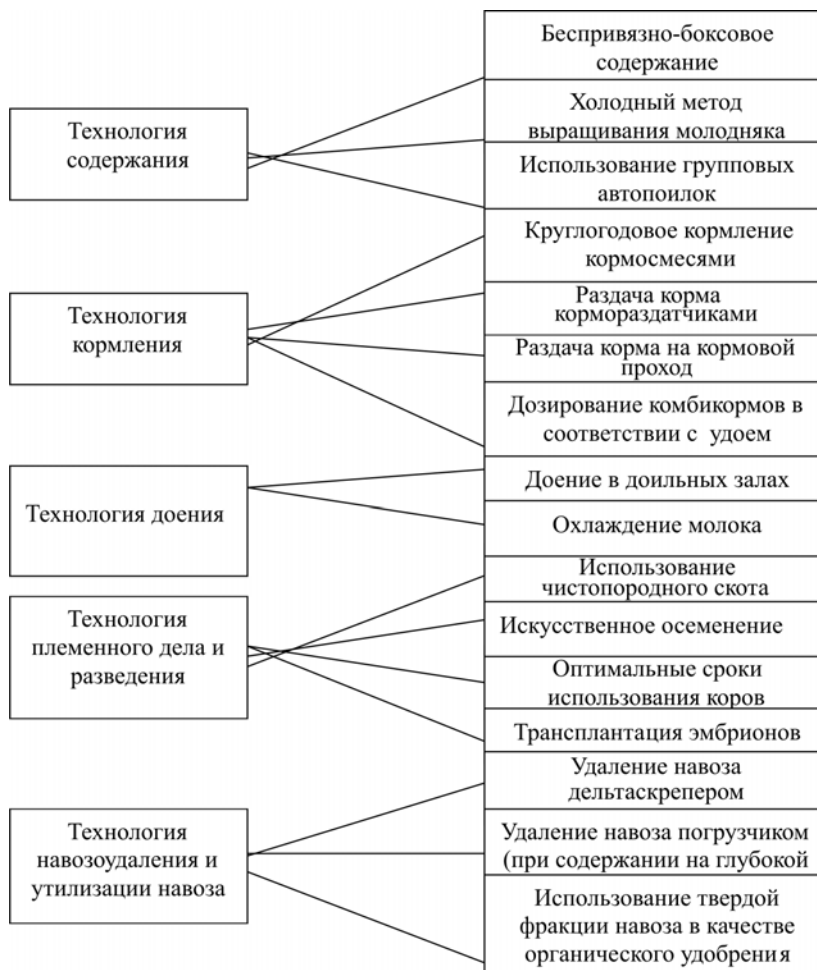 Беспривязно-боксовое
содержание
Технология
содержания
Холодный метод
выращивания молодняка
Использование групповых
автопоилок
Технология
кормления
Круглогодовое кормление
кормосмесями
Раздача корма
кормораздатчиками
Раздача корма на кормовой
проход
Дозирование комбикормов в
соответствии с удоем
Технология доения
Доение в доильных залах
Охлаждение молока
Технология
племенного дела и
разведения
Использование
чистопородного скота
Искусственное осеменение
Оптимальные сроки
использования коров
Трансплантация эмбрионов
Технология
навозоудаления и
утилизации навоза
Удаление навоза
дельтаскрепером
Удаление навоза погрузчиком
(при содержании на глубокой
Использование твердой
фракции навоза в качестве
органического удобрения